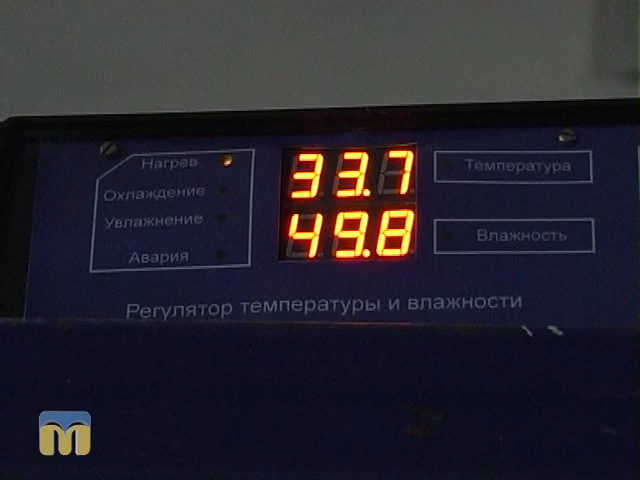 Нагрев
Охлаждение
Увлажнение
Авария
33.7
49.8
Температура
Влажность
Регулятор температуры и влажности
m